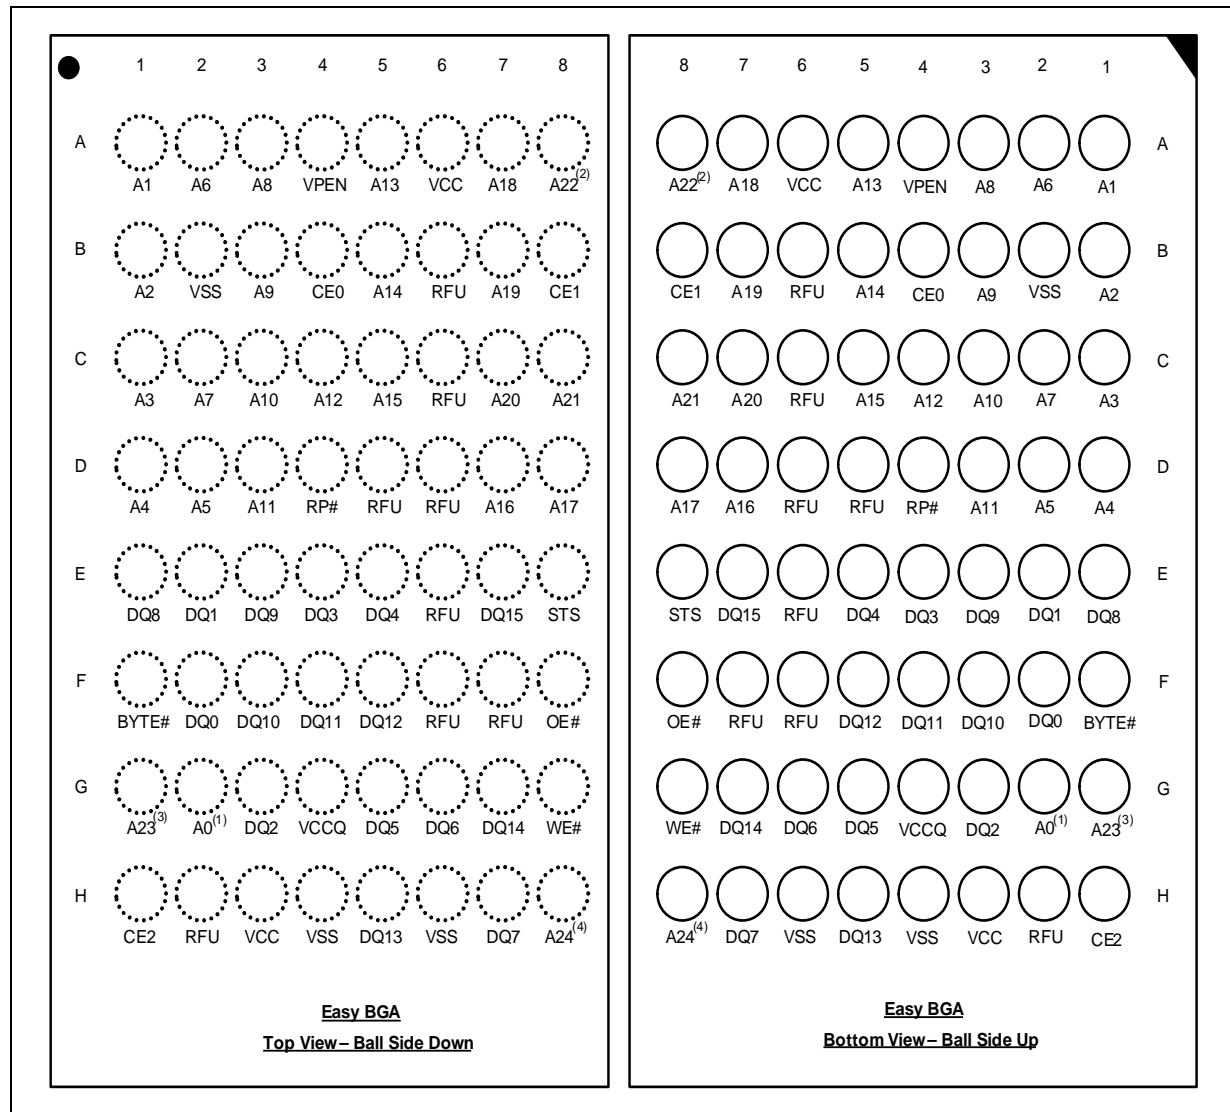 1 2 3 4 5 6 7 8
A
A1 A6 A8 VPEN A13 VCC A18 A22(2)
B
A2 VSS A9 CE0 A14 RFU A19 CE1
C
A3 A7 A10 A12 A15 RFU A20 A21
D
A4 A5 A11 RP# RFU RFU A16 A17
E
DQ8 DQ1 DQ9 DQ3 DQ4 RFU DQ15 STS
F
BYTE# DQ0 DQ10 DQ11 DQ12 RFU RFU OE#
G
A23(3) A0(1) DQ2 VCCQ DQ5 DQ6 DQ14 WE#
H
CE2 RFU VCC VSS DQ13 VSS DQ7 A24(4)
Easy BGA
Top View – Ball Side Down
8 7 6 5 4 3 2 1
A
A22(2) A18 VCC A13 VPEN A8 A6 A1
B
CE1 A19 RFU A14 CE0 A9 VSS A2
C
A21 A20 RFU A15 A12 A10 A7 A3
D
A17 A16 RFU RFU RP# A11 A5 A4
E
STS DQ15 RFU DQ4 DQ3 DQ9 DQ1 DQ8
F
OE# RFU RFU DQ12 DQ11 DQ10 DQ0 BYTE#
G
WE# DQ14 DQ6 DQ5 VCCQ DQ2 A0(1) A23(3)
H
A24(4) DQ7 VSS DQ13 VSS VCC RFU CE2
Easy BGA
Bottom View – Ball Side Up